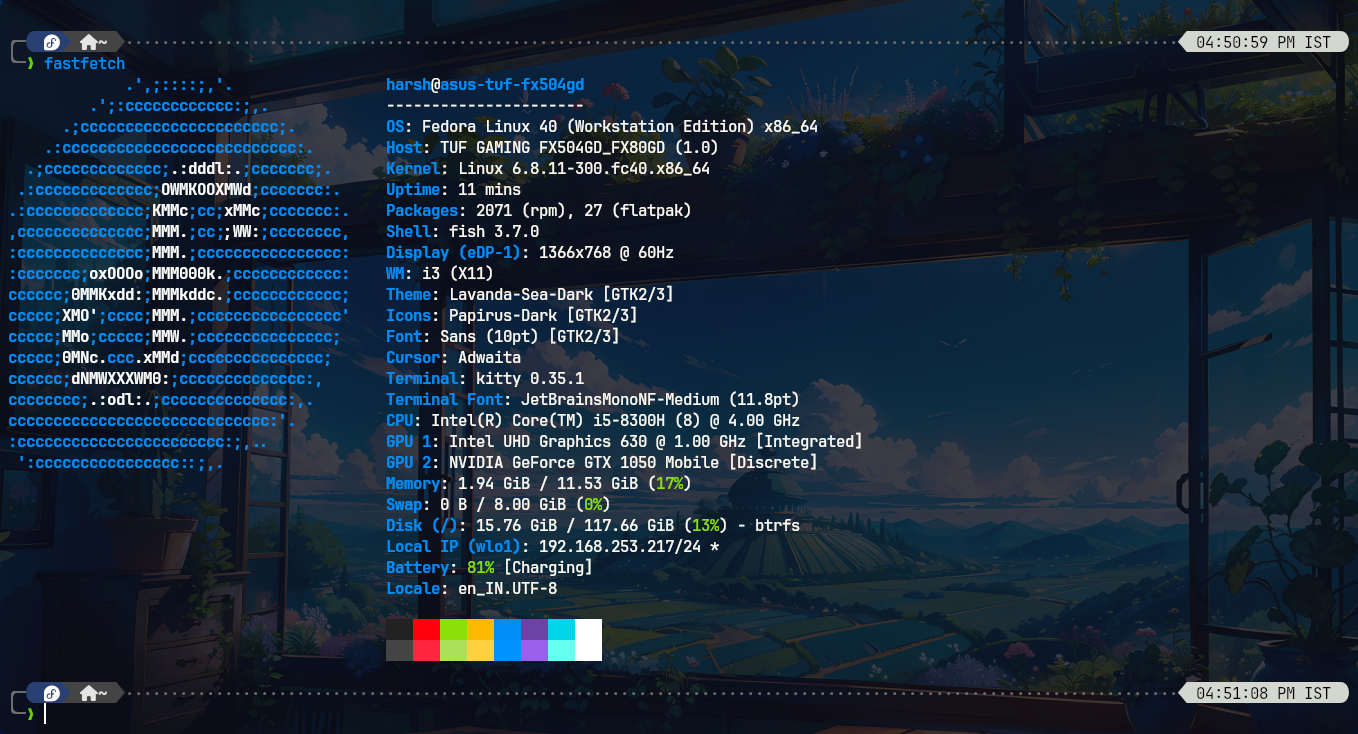 ~ 04:50:59 PM IST
❯ fastfetch
.',;::::;,'. harsh@asus-tuf-fx504gd
.';:cccccccccccc:;,. ----------------------
.;cccccccccccccccccccccc;. OS: Fedora Linux 40 (Workstation Edition) x86_64
.:cccccccccccccccccccccccccc:. Host: TUF GAMING FX504GD_FX80GD (1.0)
.;ccccccccccccc;.:dddl:.;ccccccc;. Kernel: Linux 6.8.11-300.fc40.x86_64
.:ccccccccccccc;OWMKOOXMWd;ccccccc:. Uptime: 11 mins
.:ccccccccccccc;KMMc;cc;xMMc;ccccccc:. Packages: 2071 (rpm), 27 (flatpak)
,cccccccccccccc;MMM.;cc;;WW:;cccccccc, Shell: fish 3.7.0
:cccccccccccccc;MMM.;cccccccccccccccc: Display (eDP-1): 1366x768 @ 60Hz
:ccccccc;oxOOOo;MMM000k.;cccccccccccc: WM: i3 (X11)
cccccc;0MMKxdd:;MMMkddc.;cccccccccccc; Theme: Lavanda-Sea-Dark [GTK2/3]
ccccc;XMO';cccc;MMM.;cccccccccccccccc' Icons: Papirus-Dark [GTK2/3]
ccccc;MMo;ccccc;MMW.;ccccccccccccccc; Font: Sans (10pt) [GTK2/3]
ccccc;0MNc.ccc.xMMd;ccccccccccccccc; Cursor: Adwaita
cccccc;dNMWXXXWM0:;cccccccccccccc:, Terminal: kitty 0.35.1
cccccccc;.:odl:.;cccccccccccccc:,. Terminal Font: JetBrainsMonoNF-Medium (11.8pt)
ccccccccccccccccccccccccccccc:'. CPU: Intel(R) Core(TM) i5-8300H (8) @ 4.00 GHz
:ccccccccccccccccccccccc:;,.. GPU 1: Intel UHD Graphics 630 @ 1.00 GHz [Integrated]
':cccccccccccccccc::;,. GPU 2: NVIDIA GeForce GTX 1050 Mobile [Discrete]
Memory: 1.94 GiB / 11.53 GiB (17%)
Swap: 0 B / 8.00 GiB (0%)
Disk (/): 15.76 GiB / 117.66 GiB (13%) - btrfs
Local IP (wlo1): 192.168.253.217/24 *
Battery: 81% [Charging]
Locale: en_IN.UTF-8
~ 04:51:08 PM IST
❯